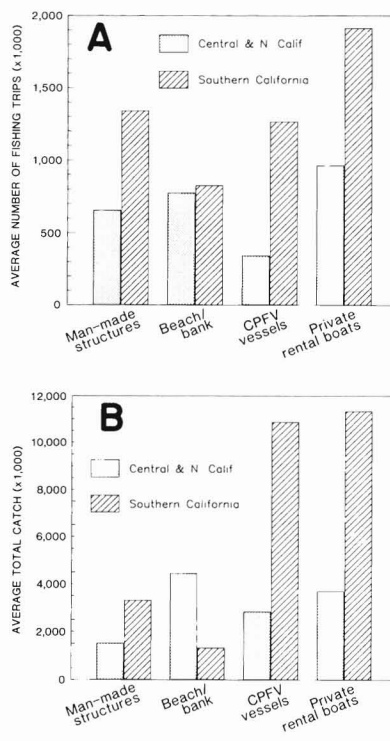 A
AVERAGE NUMBER OF FISHING TRIPS (x1,000)
2,000
1,500
1,000
500
0
Central & N Calif
Southern California
Man-made
structures
Beach/
bank
CPFV
vessels
Private
rental boats
B
AVERAGE TOTAL CATCH (x1,000)
12,000
10,000
8,000
6,000
4,000
2,000
0
Central & N Calif
Southern California
Man-made
structures
Beach/
bank
CPFV
vessels
Private
rental boats